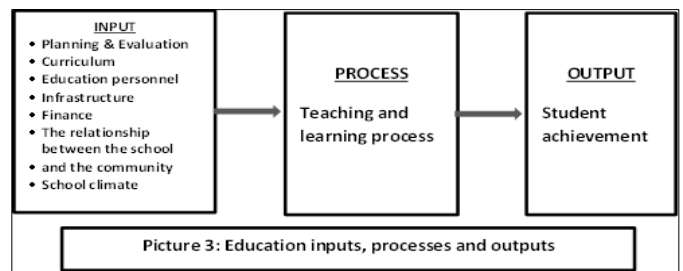 INPUT
• Planning & Evaluation
• Curriculum
• Education personnel
• Infrastructure
• Finance
• The relationship
between the school
• and the community
• School climate
PROCESS
Teaching and
learning process
OUTPUT
Student
achievement
Picture 3: Education inputs, processes and outputs